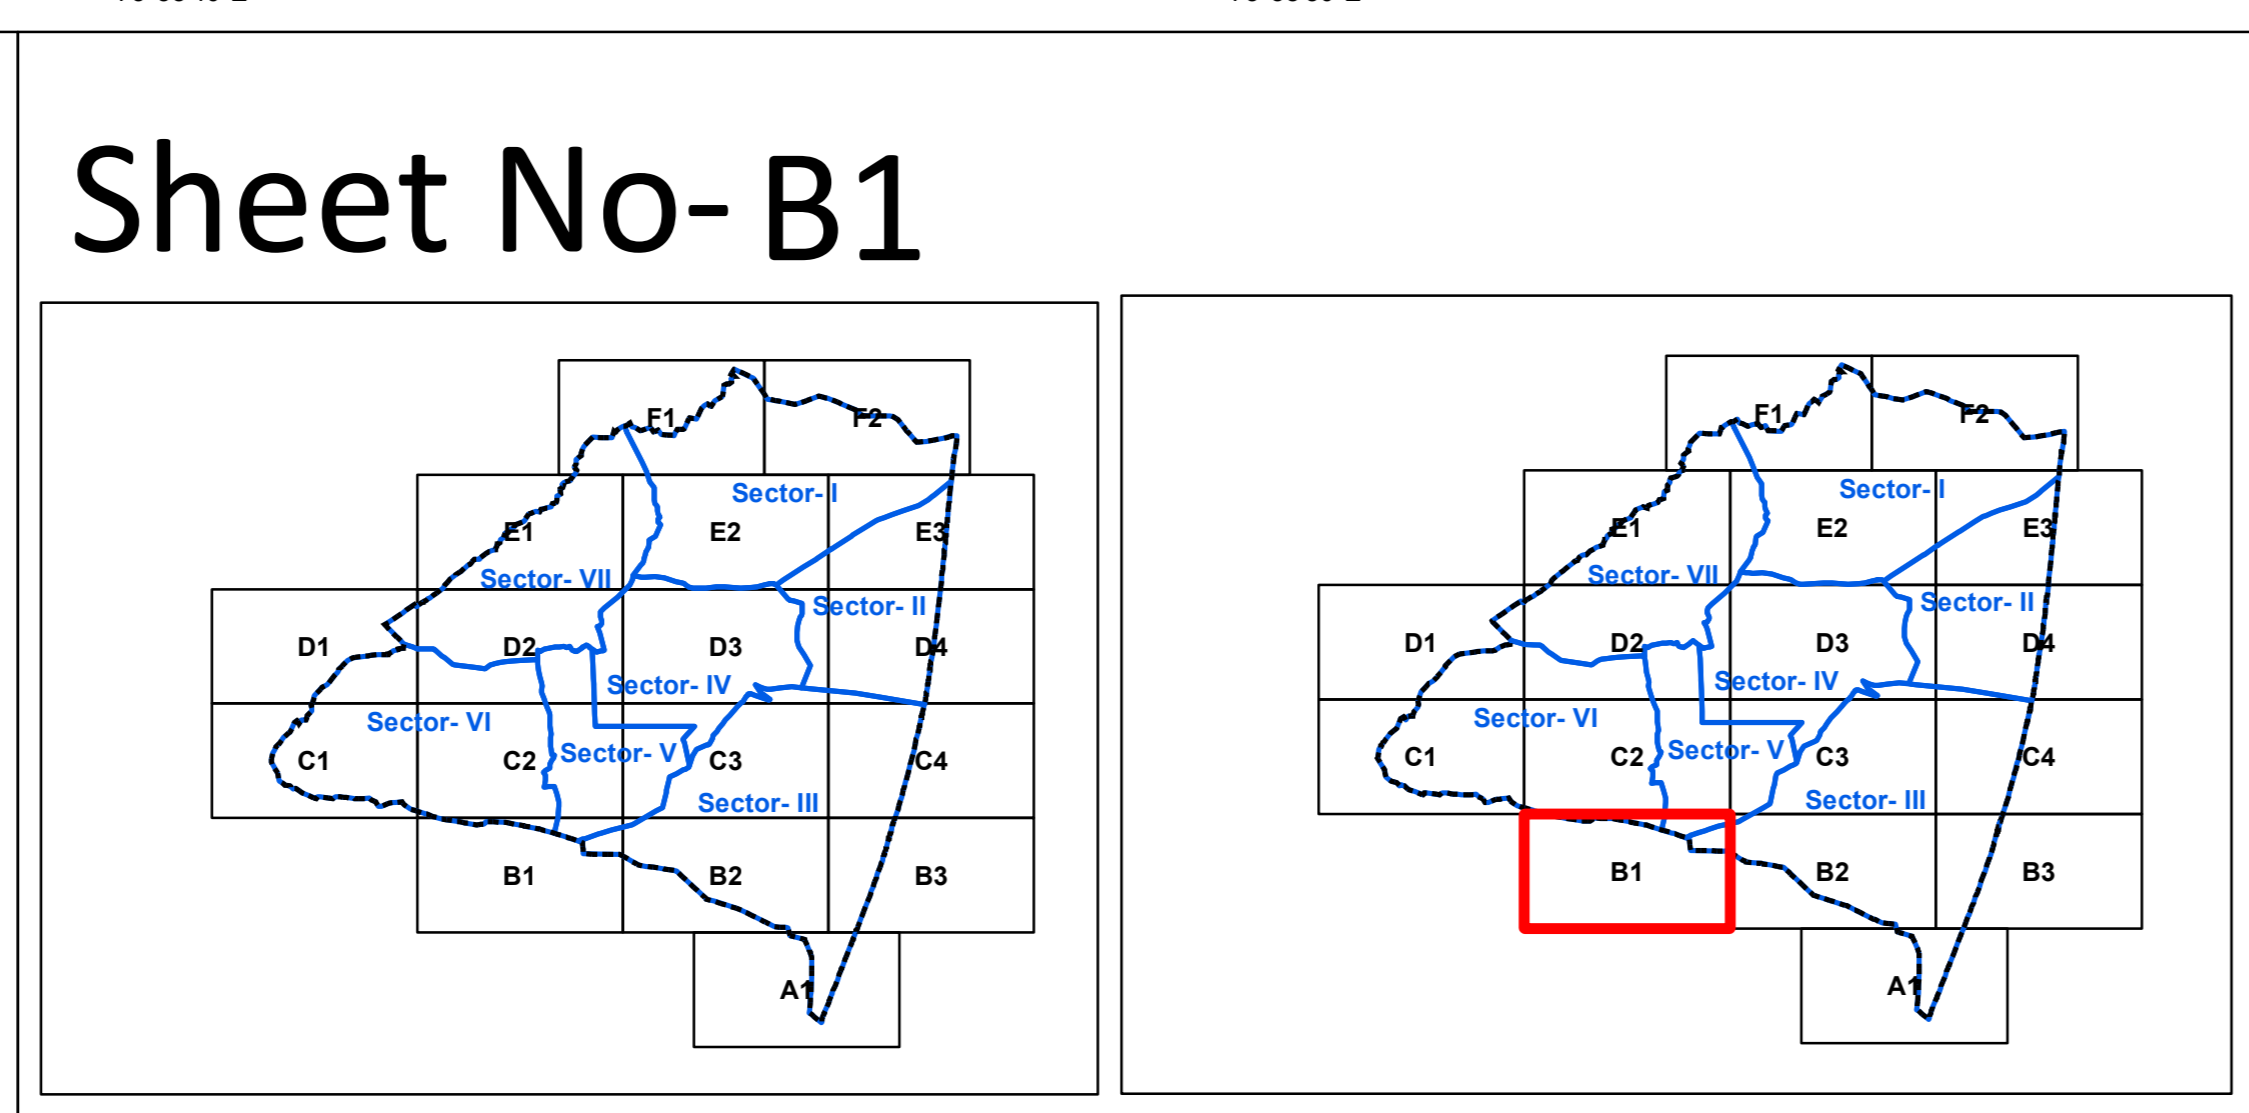 Sheet No- B1
F1
F2
Sector- I
E1
E2
E3
Sector- VII
Sector- II
D1
D2
D3
D4
Sector- IV
Sector- VI
Sector- V
C1
C2
C3
C4
Sector- III
B1
B2
B3
A1
F1
F2
Sector- I
E1
E2
E3
Sector- VII
Sector- II
D1
D2
D3
D4
Sector- IV
Sector- VI
Sector- V
C1
C2
C3
C4
Sector- III
B1
B2
B3
A1